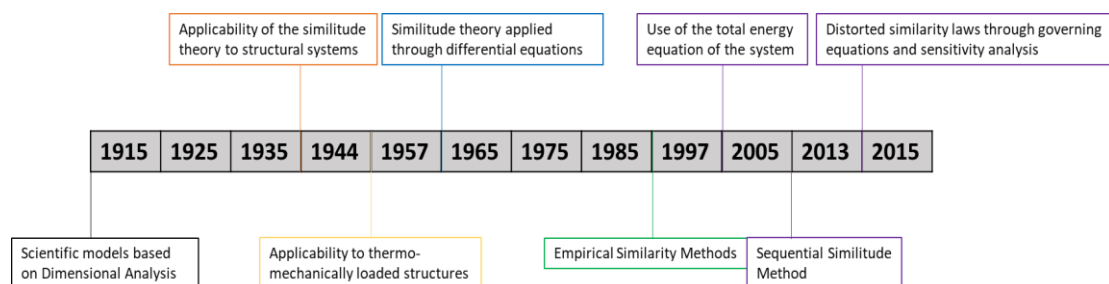 Applicability of the similitude
theory to structural systems
Similitude theory applied
through differential equations
Use of the total energy
equation of the system
Distorted similarity laws through governing
equations and sensitivity analysis
1915 1925 1935 1944 1957 1965 1975 1985 1997 2005 2013 2015
Scientific models based
on Dimensional Analysis
Applicability to thermo-
mechanically loaded structures
Empirical Similarity Methods
Sequential Similitude
Method